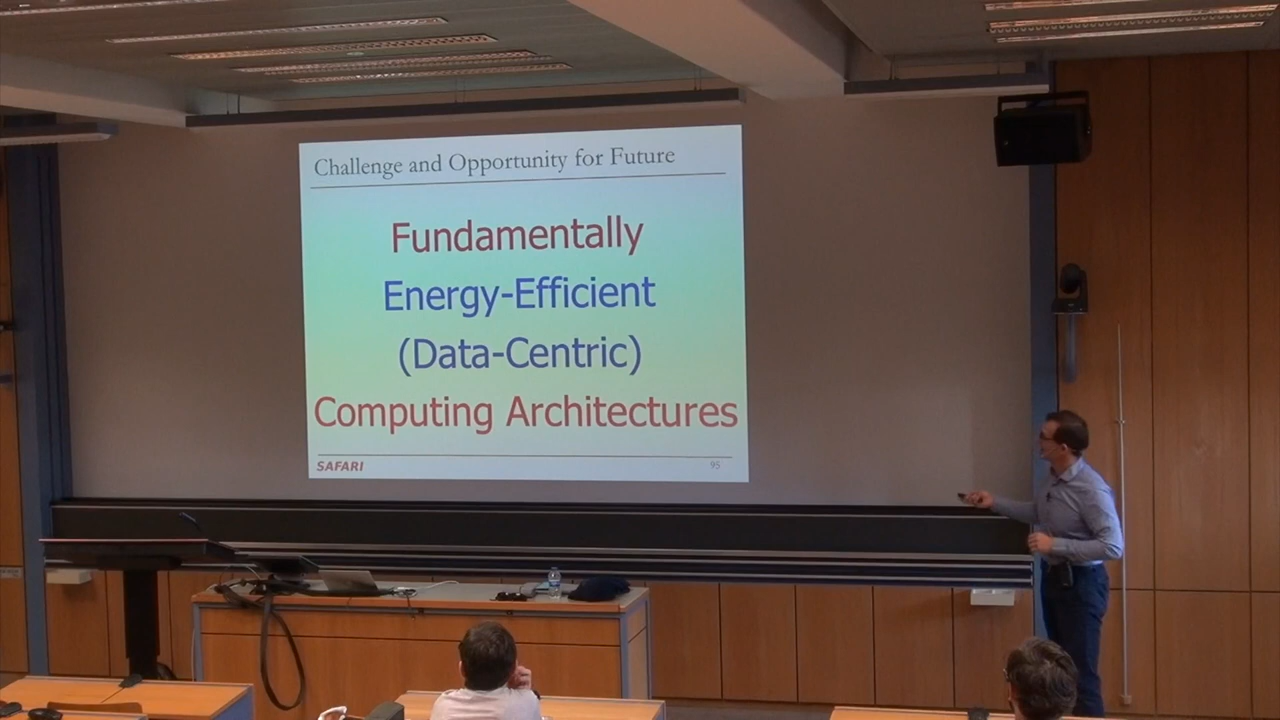 Challenge and Opportunity for Future
Fundamentally
Energy-Efficient
(Data-Centric)
Computing Architectures
SAFARI
95